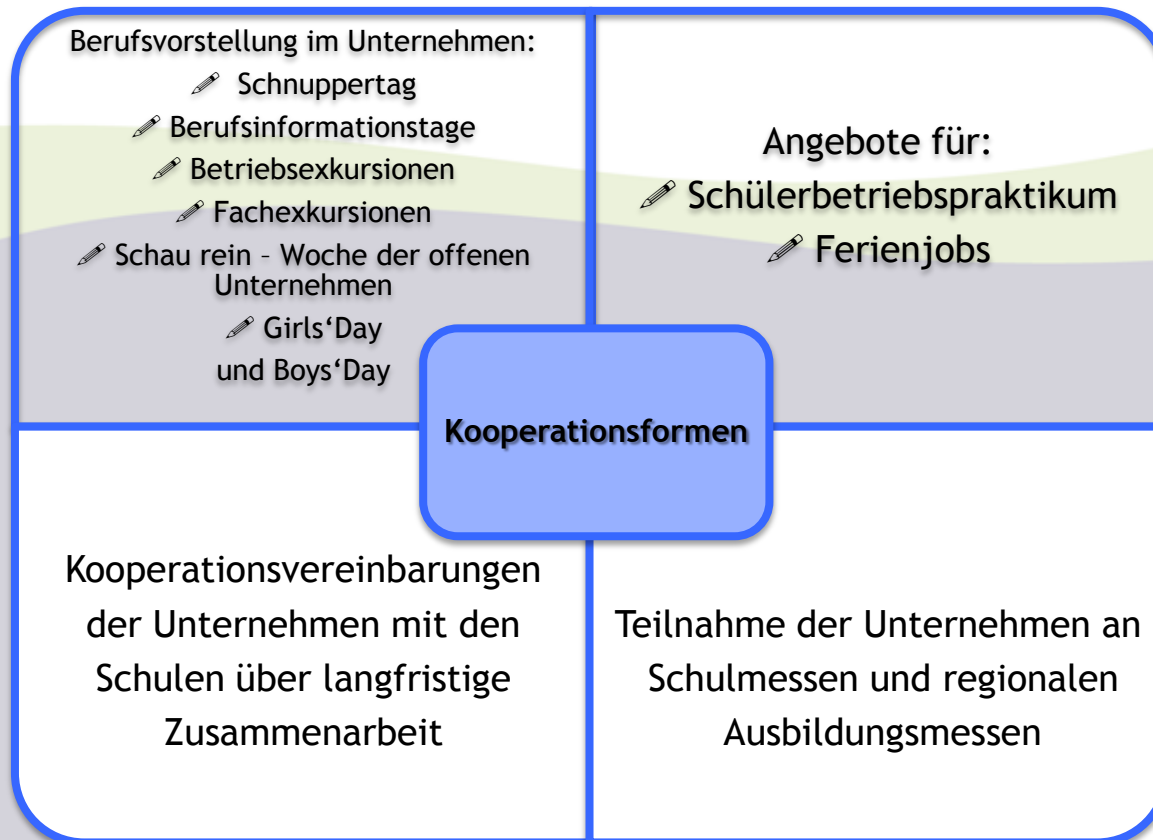 Berufsvorstellung im Unternehmen:
✐ Schnuppertag
✐ Berufsinformationstage
✐ Betriebsexkursionen
✐ Fachexkursionen
✐ Schau rein – Woche der offenen
Unternehmen
✐ Girls‘Day
und Boys‘Day
Angebote für:
✐ Schülerbetriebspraktikum
✐ Ferienjobs
Kooperationsformen
Kooperationsvereinbarungen
der Unternehmen mit den
Schulen über langfristige
Zusammenarbeit
Teilnahme der Unternehmen an
Schulmessen und regionalen
Ausbildungsmessen